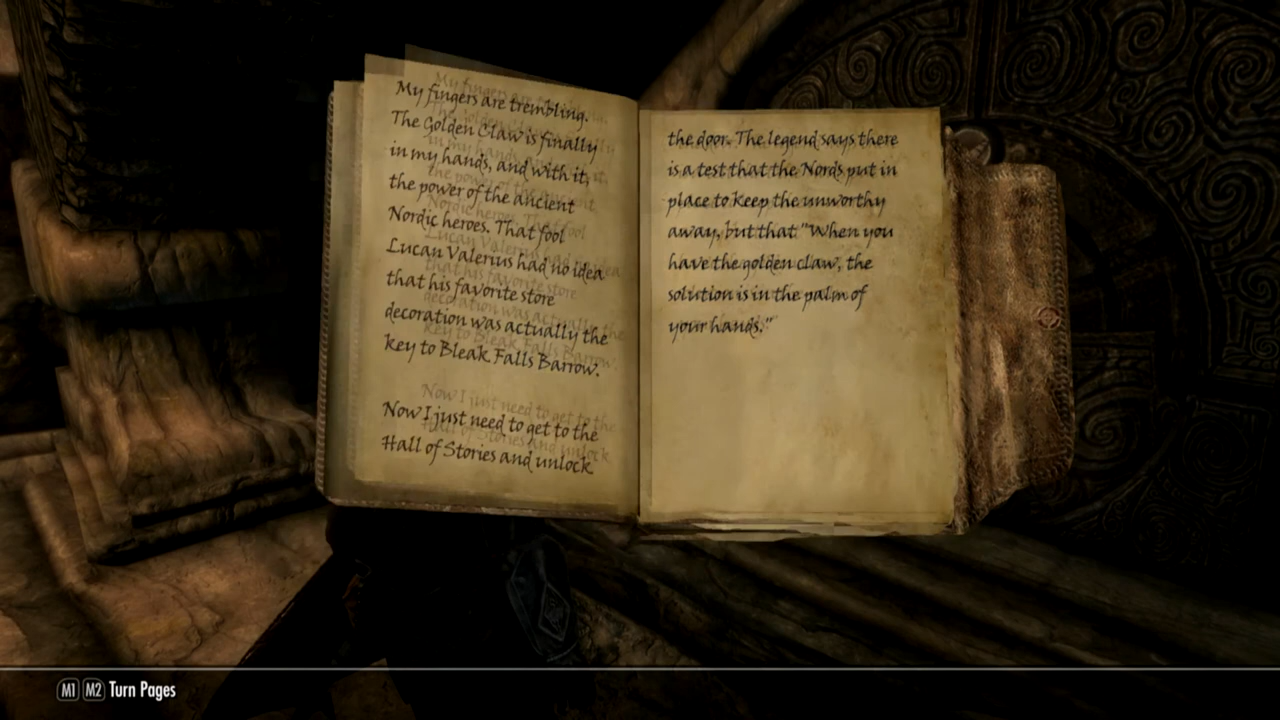 My fingers are trembling.
The Golden Claw is finally
in my hands, and with it,
the power of the ancient
Nordic heroes. That fool
Lucan Valerius had no idea
that his favorite store
decoration was actually the
key to Bleak Falls Barrow.
Now I just need to get to the
Hall of Stories and unlock
the door. The legend says there
is a test that the Nords put in
place to keep the unworthy
away, but that "When you
have the golden claw, the
solution is in the palm of
your hands."
M1 M2 Turn Pages